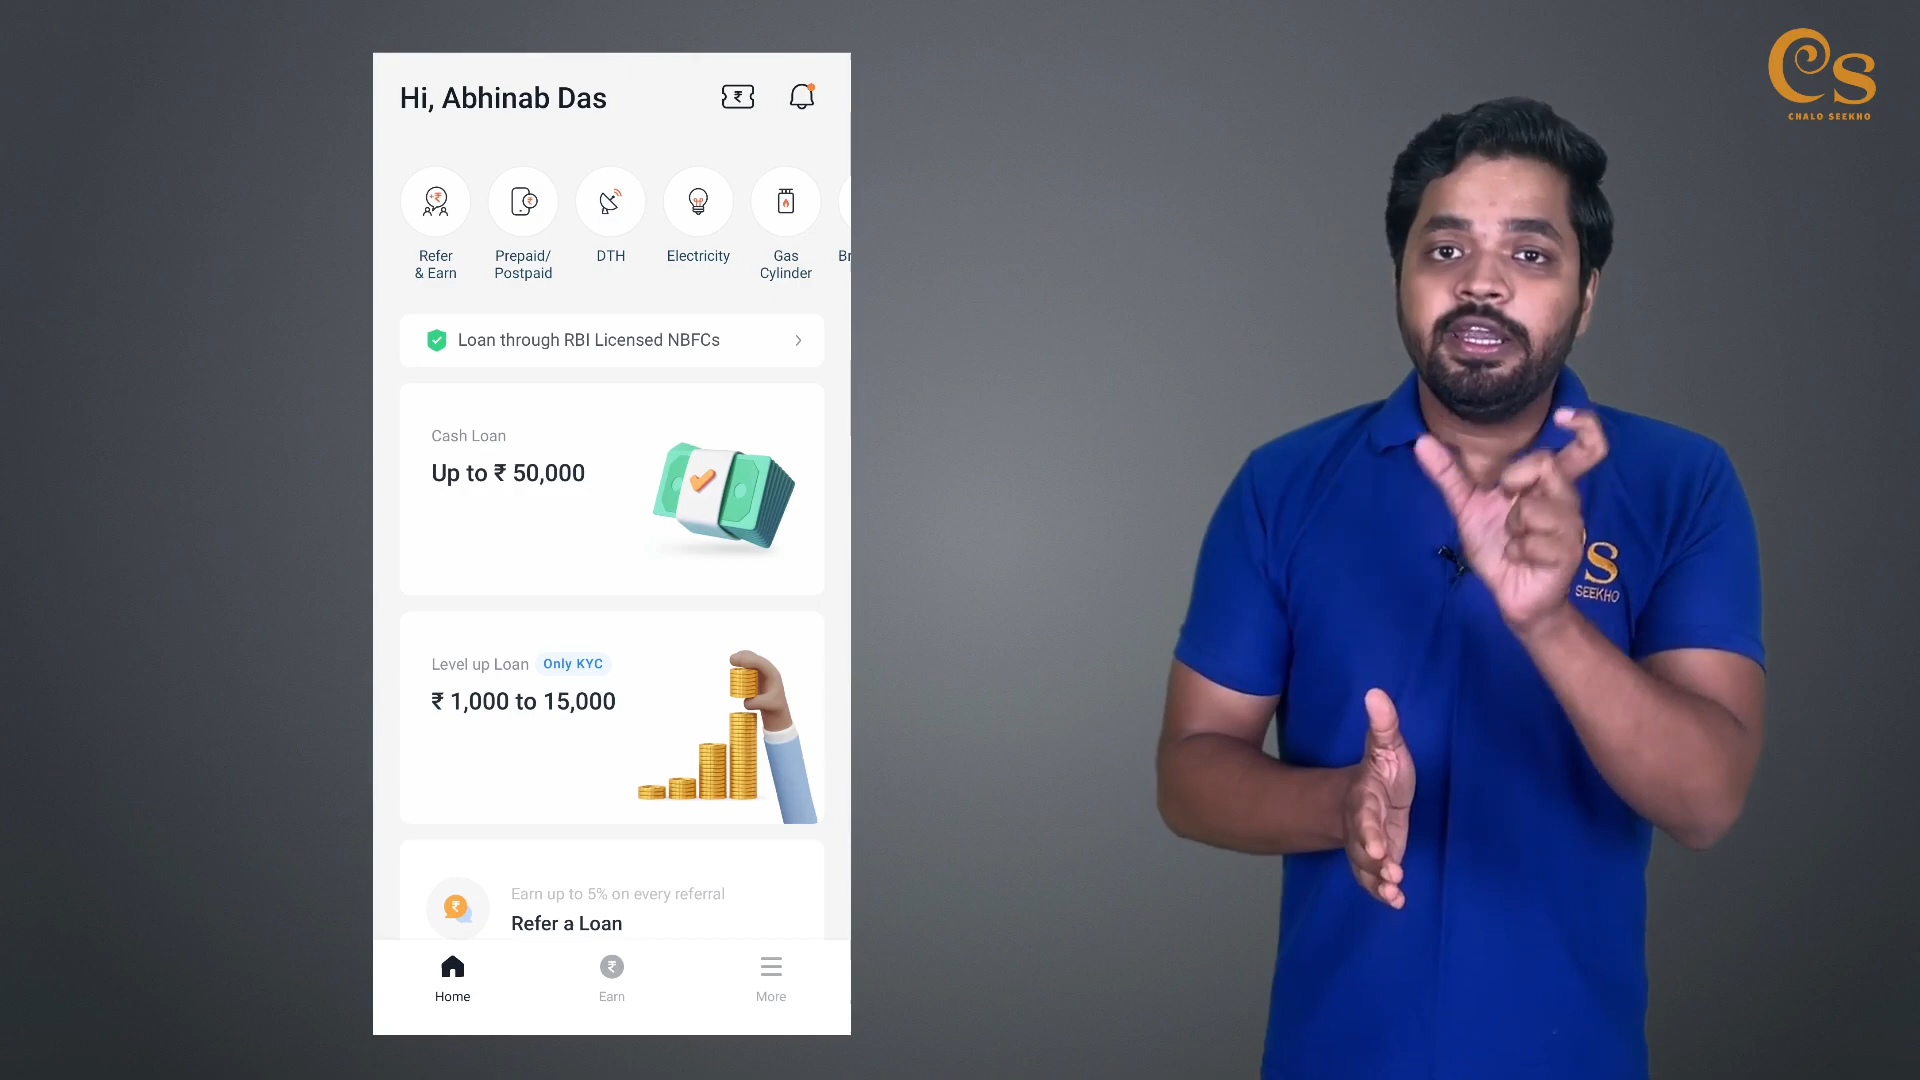 Hi, Abhinab Das
Refer
& Earn
Prepaid/
Postpaid
DTH
Electricity
Gas
Cylinder
Br
Loan through RBI Licensed NBFCs
Cash Loan
Up to ₹ 50,000
Level up Loan Only KYC
₹ 1,000 to 15,000
Earn up to 5% on every referral
Refer a Loan
Home
Earn
More
CS
CHALO SEEKHO
S
SEEKHO